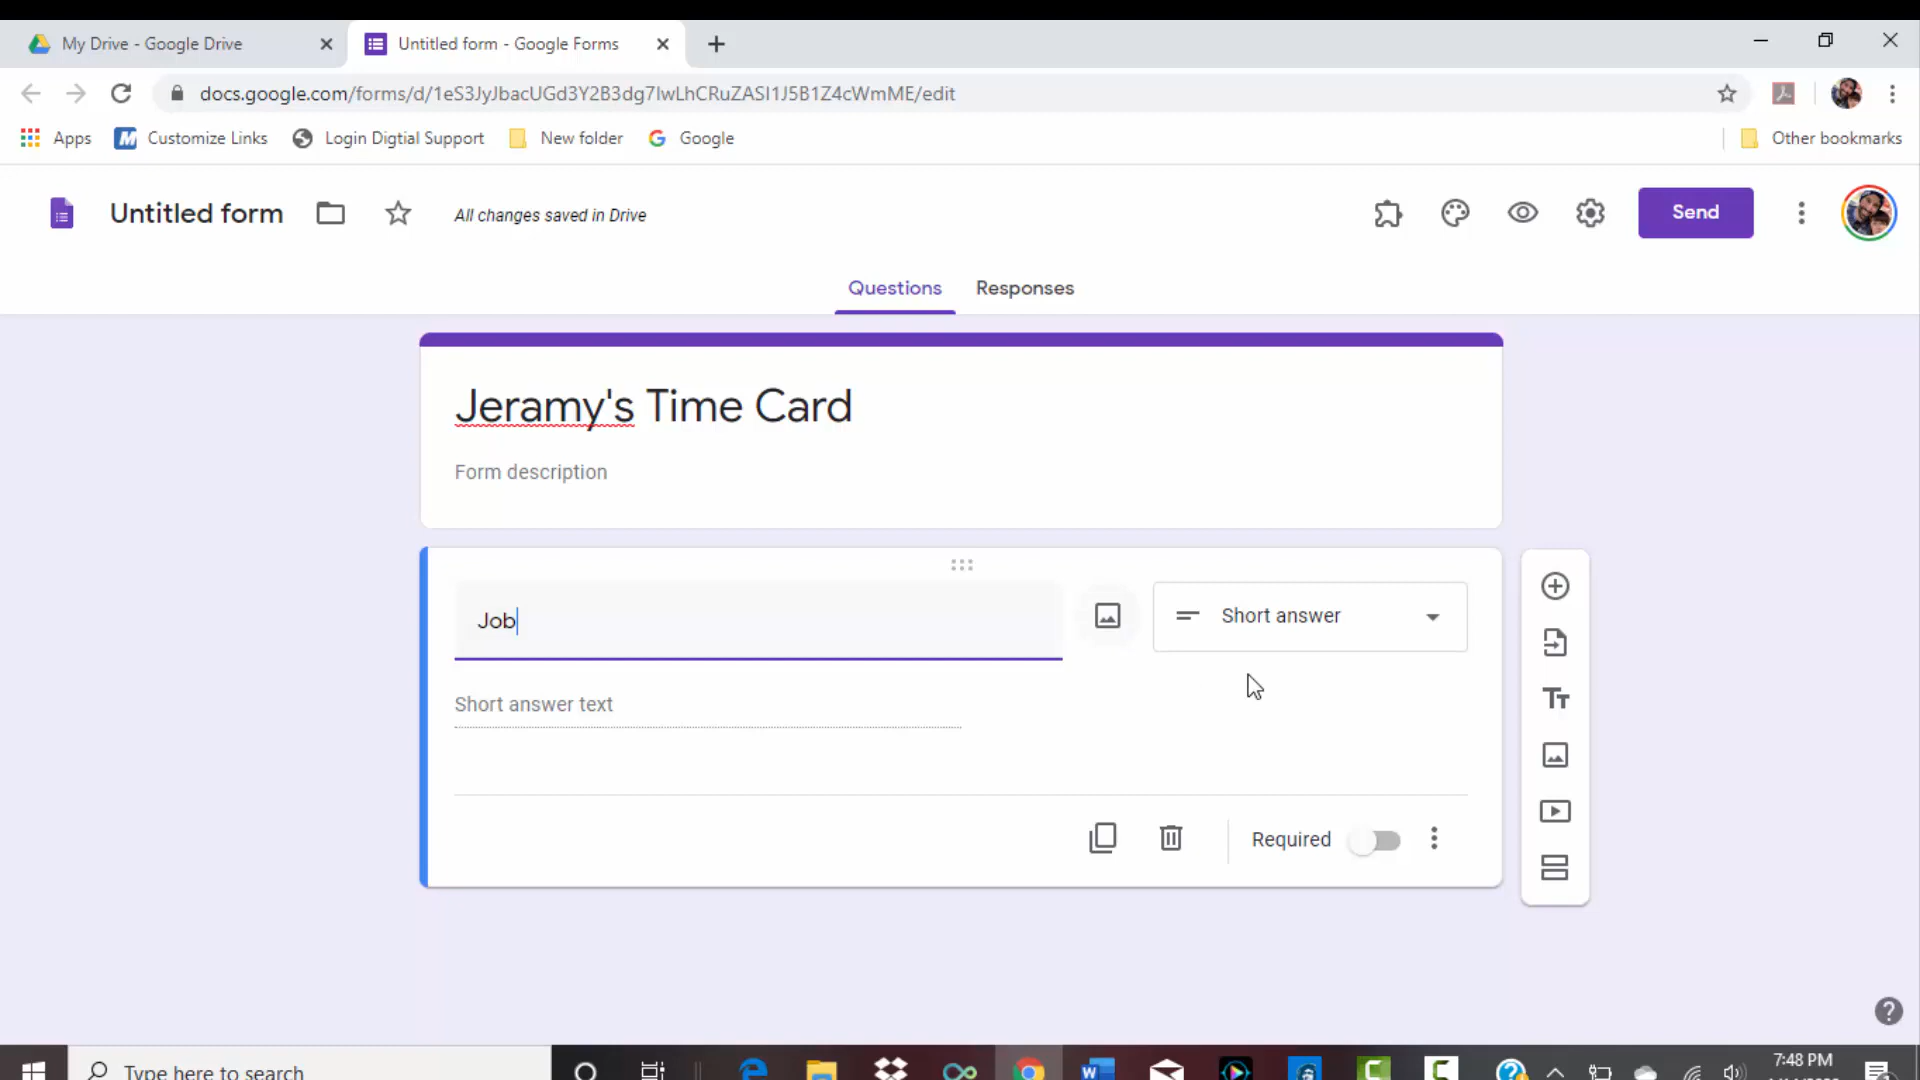 My Drive - Google Drive
Untitled form - Google Forms
docs.google.com/forms/d/1eS3JyJbacUGd3Y2B3dg7lwLhCRuZASI1J5B1Z4cWmME/edit
Apps
Customize Links
Login Digtial Support
New folder
Google
Other bookmarks
Untitled form
All changes saved in Drive
Send
Questions
Responses
Jeramy's Time Card
Form description
Job
Short answer
Short answer text
Required
Type here to search
7:48 PM